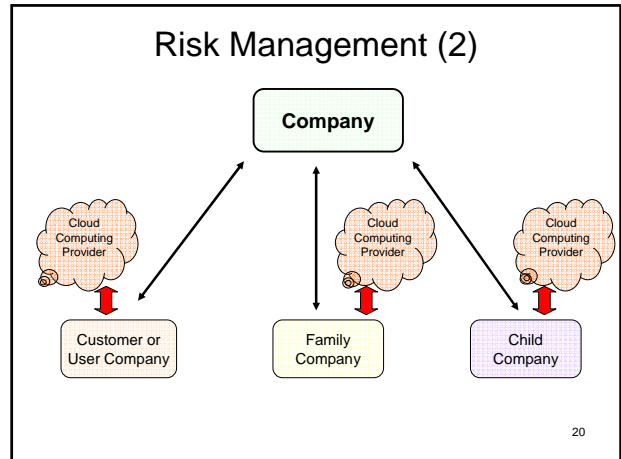 Risk Management (2)
Company
Cloud
Computing
Provider
Cloud
Computing
Provider
Cloud
Computing
Provider
Customer or
User Company
Family
Company
Child
Company
20